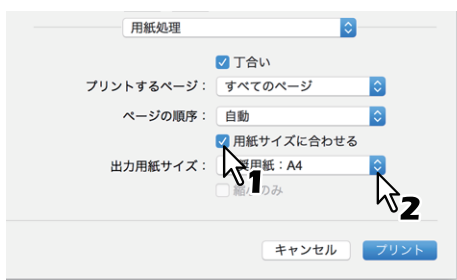 用紙処理
丁合い
プリントするページ： すべてのページ
ページの順序： 自動
用紙サイズに合わせる
出力用紙サイズ： 用紙：A4
のみ
1
2
キャンセル プリント